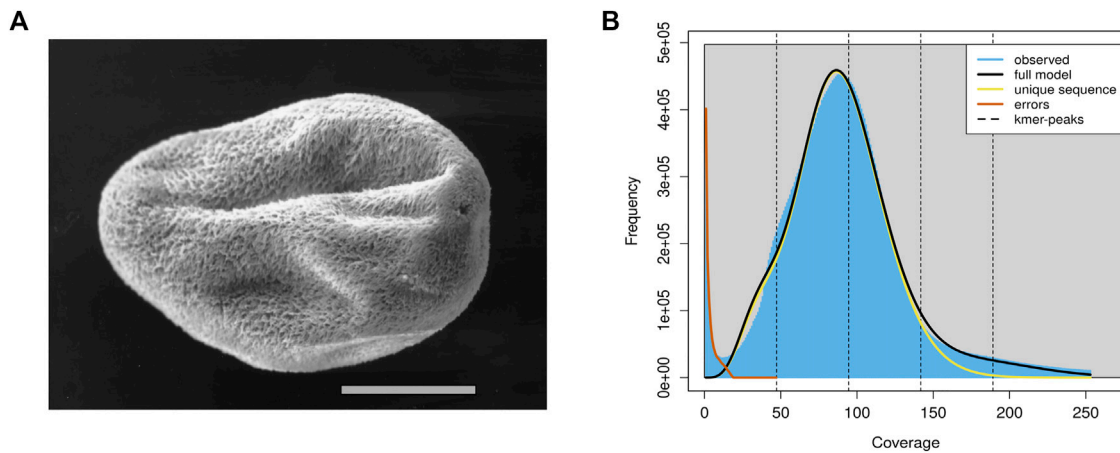 A
B
observed
full model
unique sequence
errors
kmer-peaks
Frequency
0e+00
1e+05
2e+05
3e+05
4e+05
5e+05
0
50
100
150
200
250
Coverage